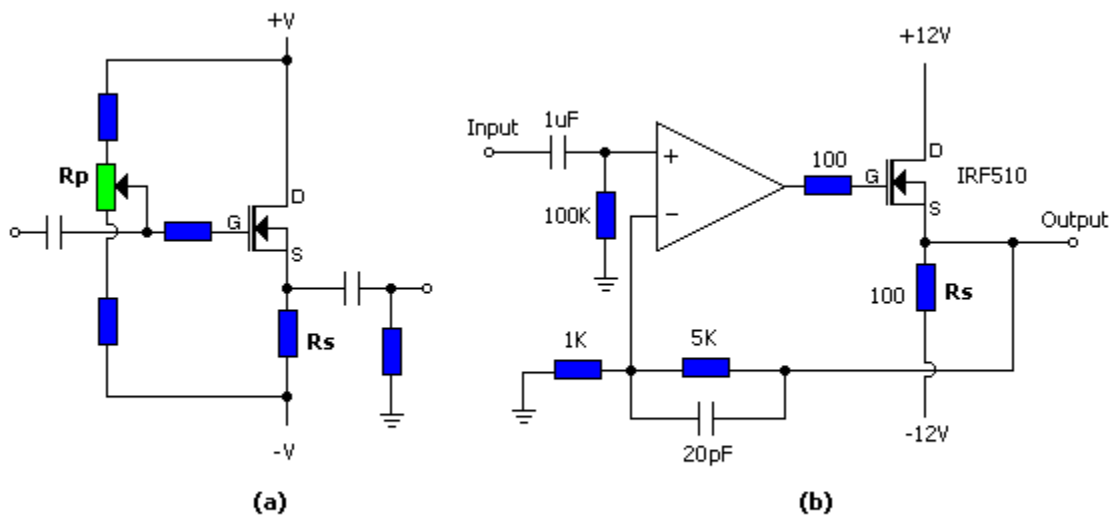 +V
Rp
D
G
S
Rs
-V
(a)
+12V
Input
1uF
+
-
100K
100
D
G
S
IRF510
Output
100
Rs
1K
5K
20pF
-12V
(b)